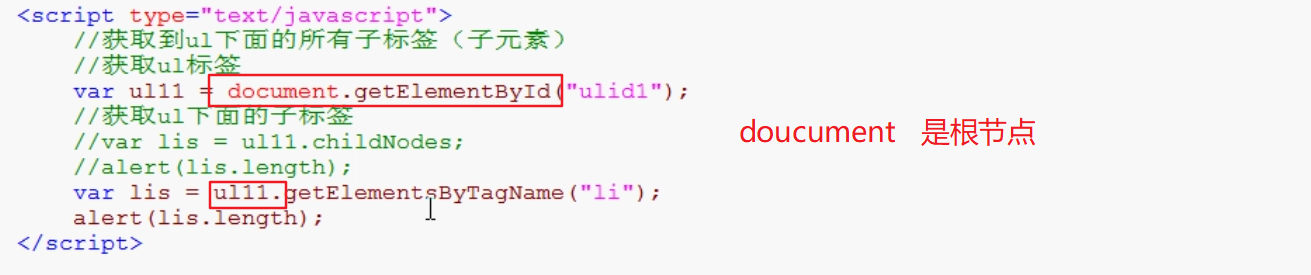 <script type="text/javascript">
//获取到ul下面的所有子标签（子元素）
//获取ul标签
var ul11 = document.getElementById("ulid1");
//获取ul下面的子标签
//var lis = ul11.childNodes;
//alert(lis.length);
var lis = ul11.getElementsByTagName("li");
alert(lis.length);
</script>
doucument 是根节点